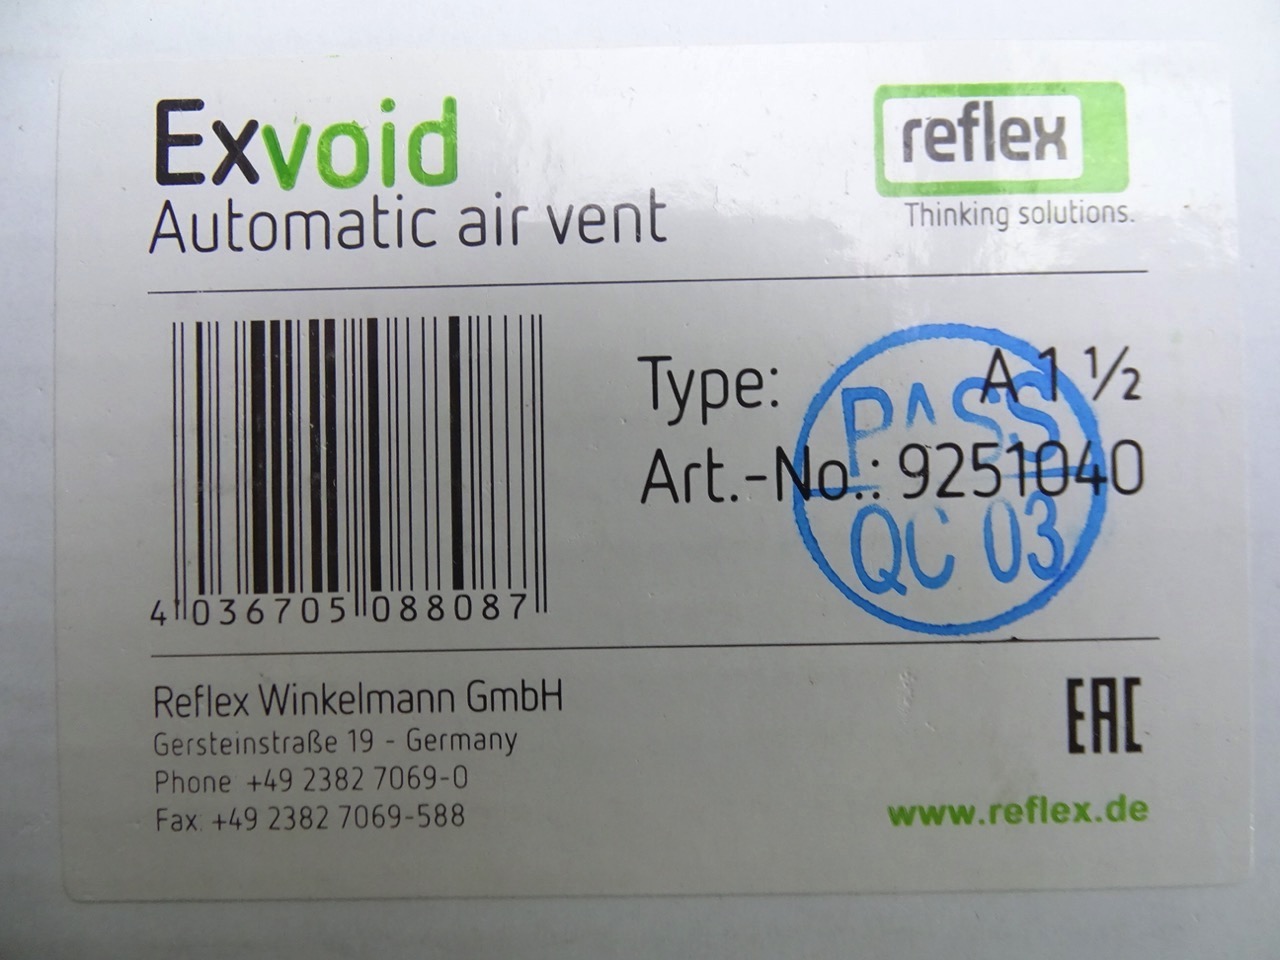 Exvoid
Automatic air vent
reflex
Thinking solutions.
Type: A 1 ½
Art.-No.: 9251040
PASS
QC 03
4 036705 088087
Reflex Winkelmann GmbH
Gersteinstraße 19 - Germany
Phone +49 2382 7069-0
Fax: +49 2382 7069-588
EAC
www.reflex.de